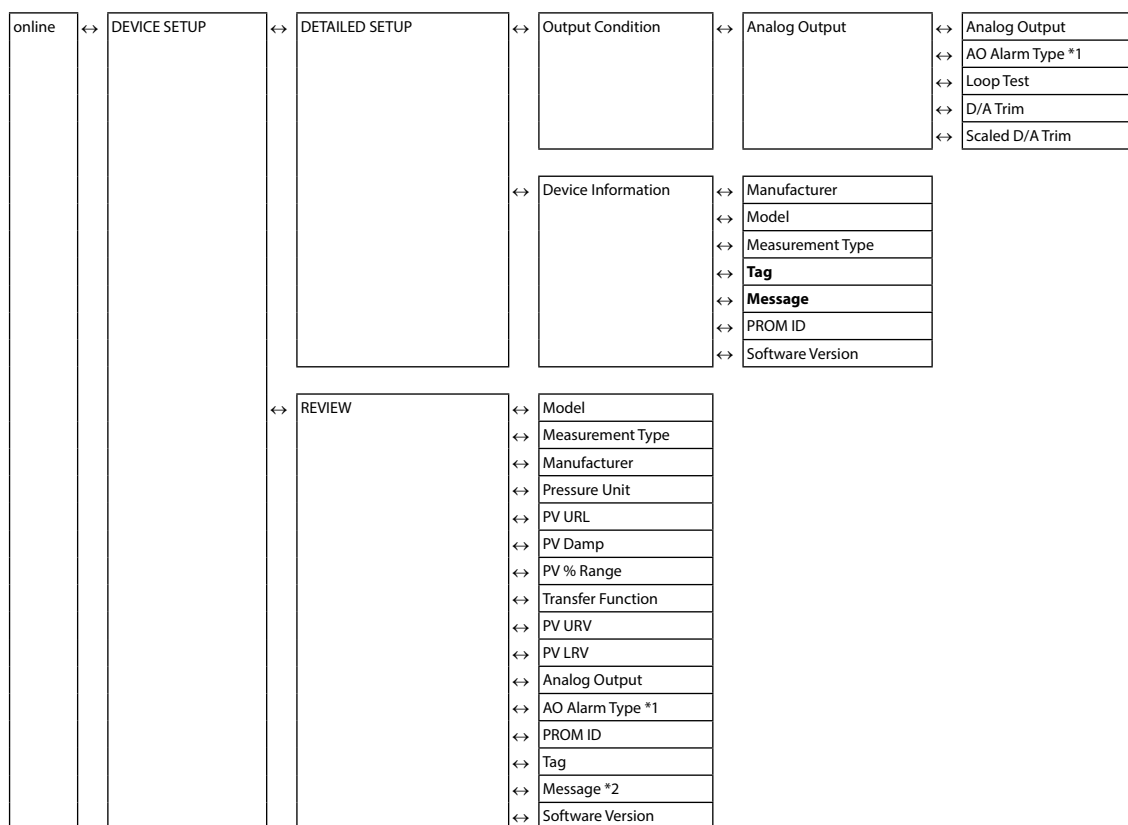 online ↔ DEVICE SETUP ↔ DETAILED SETUP ↔ Output Condition ↔ Analog Output ↔ Analog Output
↔ AO Alarm Type *1
↔ Loop Test
↔ D/A Trim
↔ Scaled D/A Trim
↔ Device Information ↔ Manufacturer
↔ Model
↔ Measurement Type
↔ Tag
↔ Message
↔ PROM ID
↔ Software Version
↔ REVIEW ↔ Model
↔ Measurement Type
↔ Manufacturer
↔ Pressure Unit
↔ PV URL
↔ PV Damp
↔ PV % Range
↔ Transfer Function
↔ PV URV
↔ PV LRV
↔ Analog Output
↔ AO Alarm Type *1
↔ PROM ID
↔ Tag
↔ Message *2
↔ Software Version